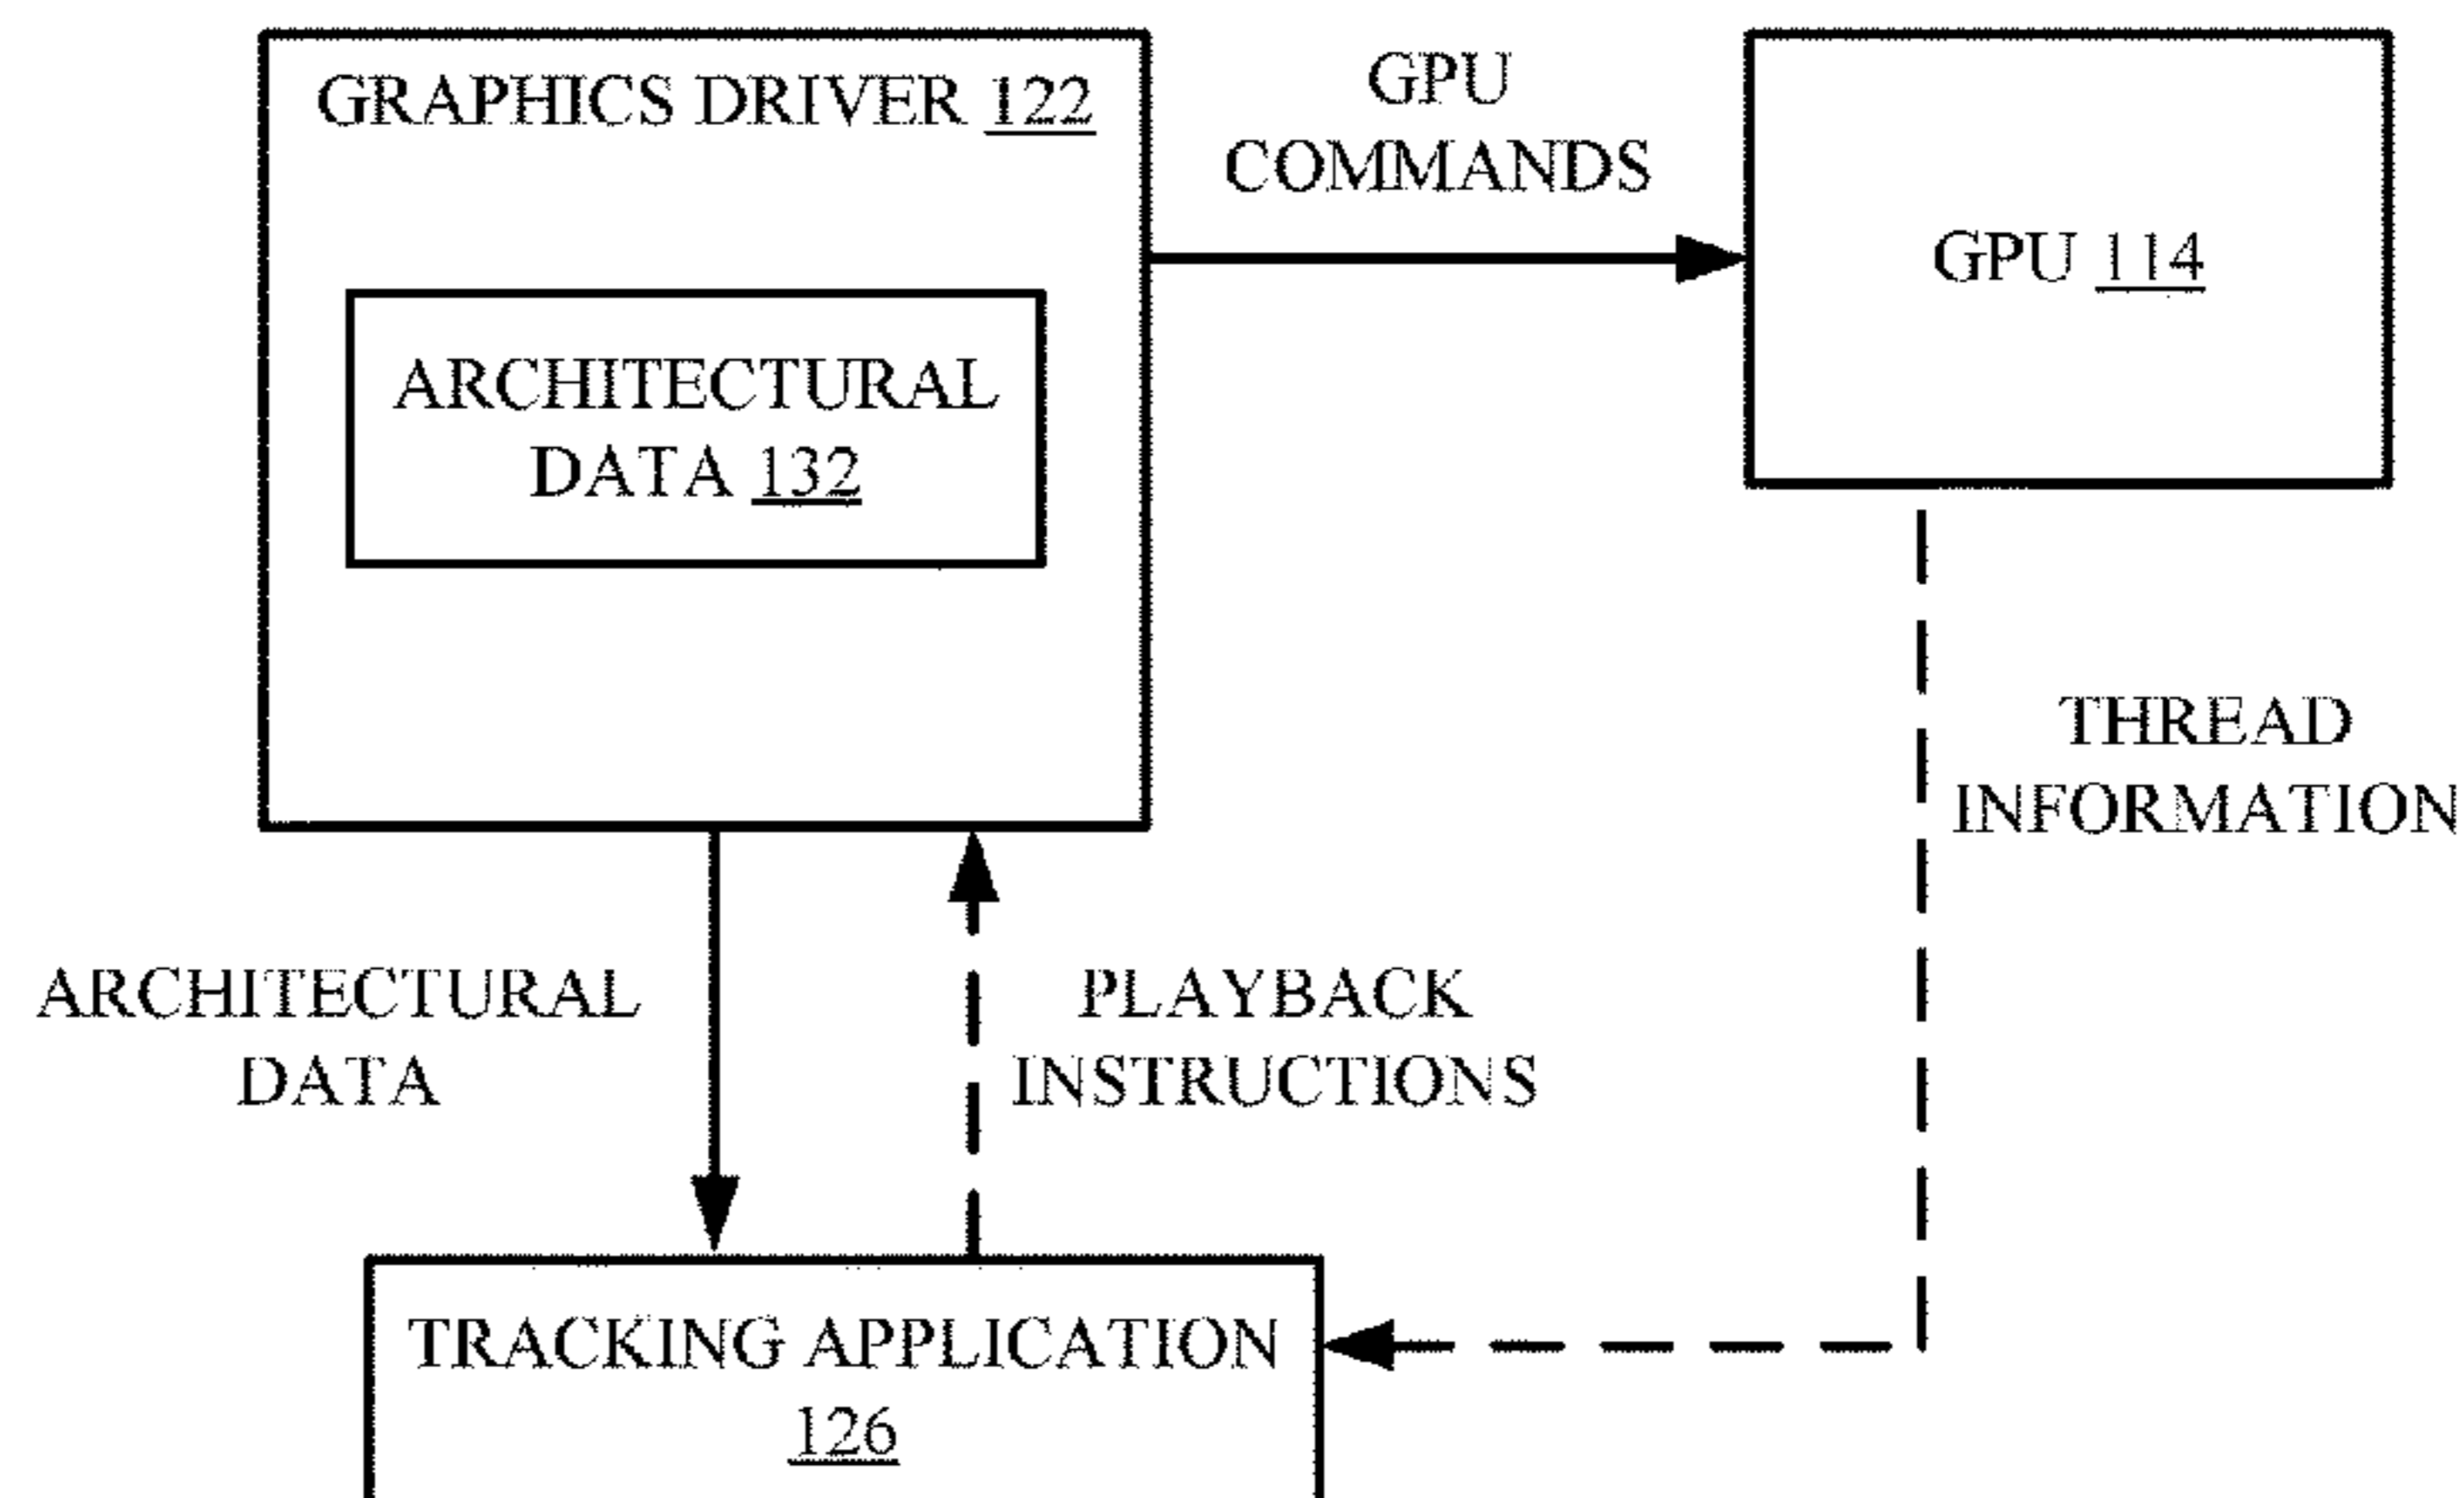 GRAPHICS DRIVER 122
GPU
COMMANDS
GPU 114
ARCHITECTURAL
DATA 132
THREAD
INFORMATION
ARCHITECTURAL
DATA
PLAYBACK
INSTRUCTIONS
TRACKING APPLICATION
126